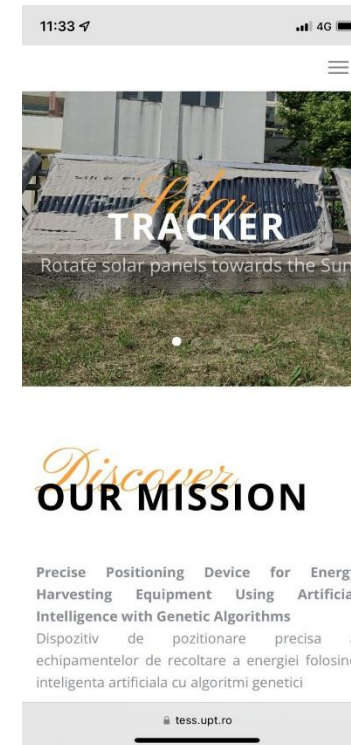 11:33
4G
Solar
TRACKER
Rotate solar panels towards the Sun
Discover
OUR MISSION
Precise Positioning Device for Energy
Harvesting Equipment Using Artificia
Intelligence with Genetic Algorithms
Dispozitiv de pozitionare precisa a
echipamentelor de recoltare a energiei folosind
inteligenta artificiala cu algoritmi genetici
tess.upt.ro